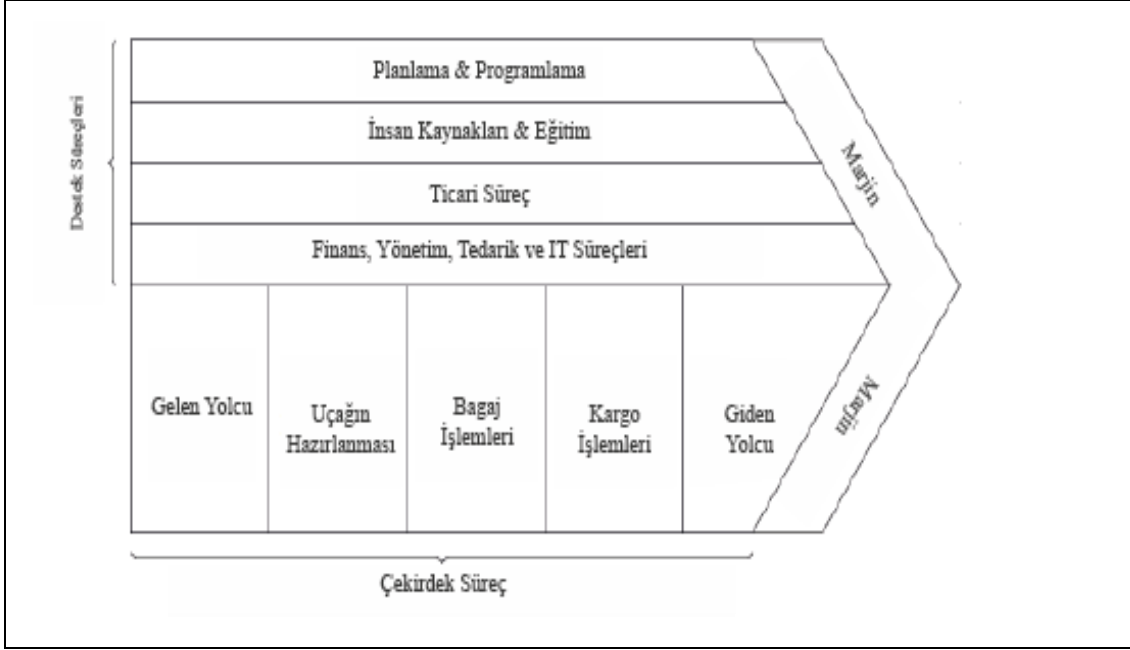 Destek Süreçleri
Planlama & Programlama
İnsan Kaynakları & Eğitim
Ticari Süreç
Finans, Yönetim, Tedarik ve IT Süreçleri
Marjin
Gelen Yolcu
Uçağın
Hazırlanması
Bagaj
İşlemleri
Kargo
İşlemleri
Giden
Yolcu
Marjin
Çekirdek Süreç